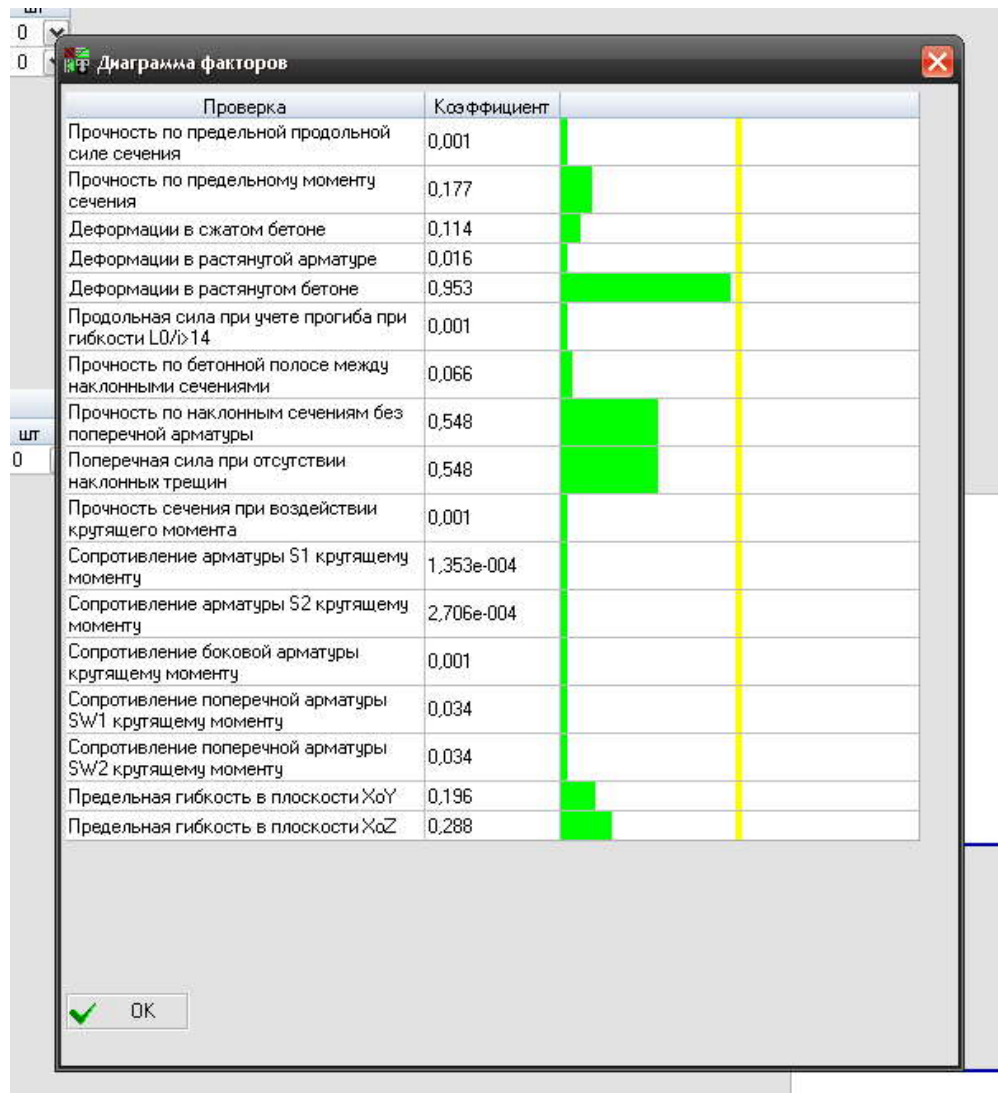 шт
0
0
Диаграмма факторов
Проверка Коэффициент
Прочность по предельной продольной
силе сечения
0,001
Прочность по предельному моменту
сечения
0,177
Деформации в сжатом бетоне 0,114
Деформации в растянутой арматуре 0,016
Деформации в растянутом бетоне 0,953
Продольная сила при учете прогиба при
гибкости L0/i>14
0,001
Прочность по бетонной полосе между
наклонными сечениями
0,066
Прочность по наклонным сечениям без
поперечной арматуры
0,548
Поперечная сила при отсутствии
наклонных трещин
0,548
Прочность сечения при воздействии
крутящего момента
0,001
Сопротивление арматуры S1 крутящему
моменту
1,353e-004
Сопротивление арматуры S2 крутящему
моменту
2,706e-004
Сопротивление боковой арматуры
крутящему моменту
0,001
Сопротивление поперечной арматуры
SW1 крутящему моменту
0,034
Сопротивление поперечной арматуры
SW2 крутящему моменту
0,034
Предельная гибкость в плоскости XoY 0,196
Предельная гибкость в плоскости XoZ 0,288
шт
0
OK